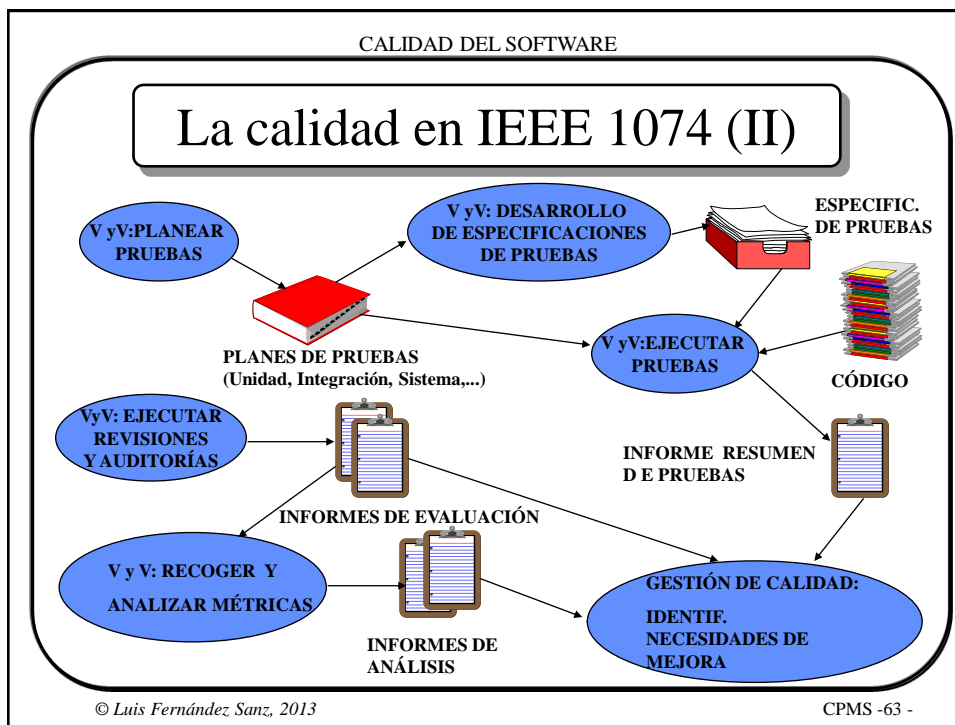 CALIDAD DEL SOFTWARE
La calidad en IEEE 1074 (II)
V yV:PLANEAR
PRUEBAS
V yV: DESARROLLO
DE ESPECIFICACIONES
DE PRUEBAS
ESPECIFIC.
DE PRUEBAS
PLANES DE PRUEBAS
(Unidad, Integración, Sistema,...)
V yV:EJECUTAR
PRUEBAS
CÓDIGO
VyV: EJECUTAR
REVISIONES
Y AUDITORÍAS
INFORME RESUMEN
D E PRUEBAS
INFORMES DE EVALUACIÓN
V y V: RECOGER Y
ANALIZAR MÉTRICAS
INFORMES DE
ANÁLISIS
GESTIÓN DE CALIDAD:
IDENTIF.
NECESIDADES DE
MEJORA
© Luis Fernández Sanz, 2013
CPMS -63 -